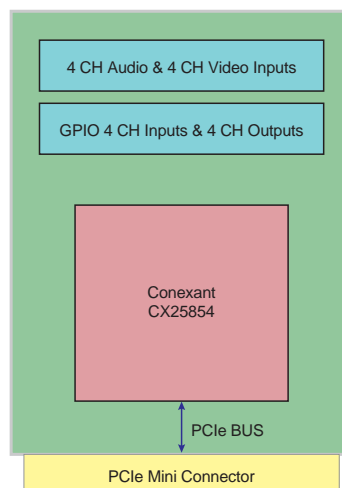 4 CH Audio & 4 CH Video Inputs
GPIO 4 CH Inputs & 4 CH Outputs
Conexant
CX25854
PCIe BUS
PCIe Mini Connector